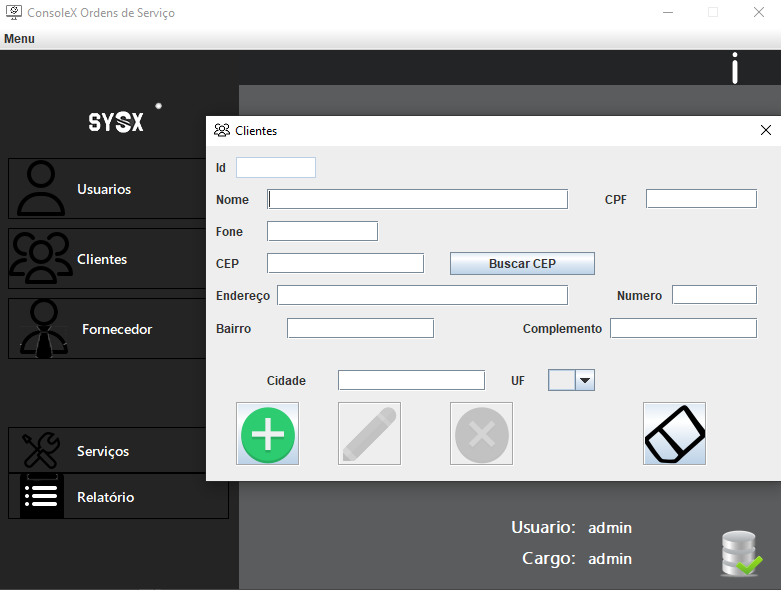 ConsoleX Ordens de Serviço
Menu
i
SYSX
Usuarios
Clientes
Fornecedor
Serviços
Relatório
Clientes
Id
Nome CPF
Fone
CEP Buscar CEP
Endereço Numero
Bairro Complemento
Cidade UF
Usuario: admin
Cargo: admin